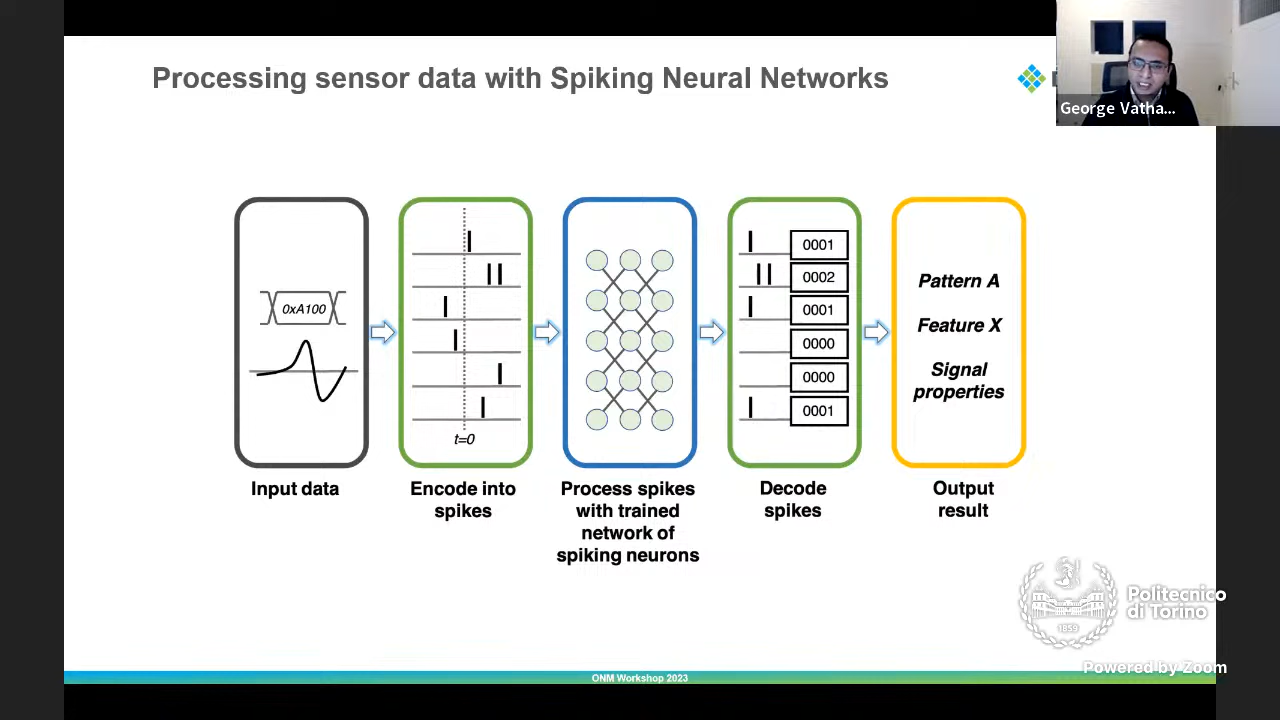 Processing sensor data with Spiking Neural Networks
George Vatha...
0xA100
t=0
0001
0002
0001
0000
0000
0001
Pattern A
Feature X
Signal
properties
Input data
Encode into
spikes
Process spikes
with trained
network of
spiking neurons
Decode
spikes
Output
result
1859
Politecnico
di Torino
Powered by Zoom
ONM Workshop 2023